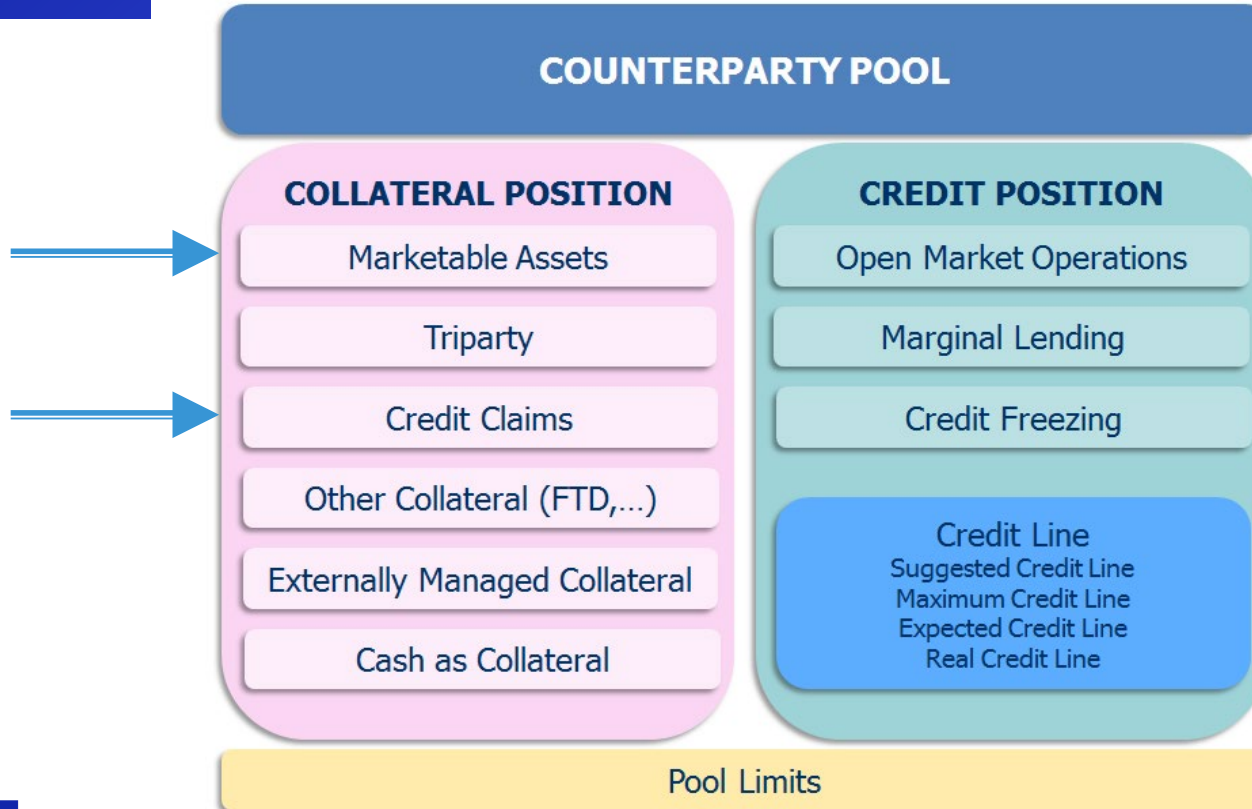 COUNTERPARTY POOL
COLLATERAL POSITION
Marketable Assets
Triparty
Credit Claims
Other Collateral (FTD,...)
Externally Managed Collateral
Cash as Collateral
CREDIT POSITION
Open Market Operations
Marginal Lending
Credit Freezing
Credit Line
Suggested Credit Line
Maximum Credit Line
Expected Credit Line
Real Credit Line
Pool Limits